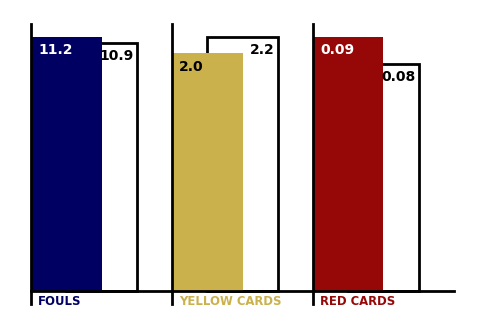 11.2
10.9
2.0
2.2
0.09
0.08
FOULS
YELLOW CARDS
RED CARDS